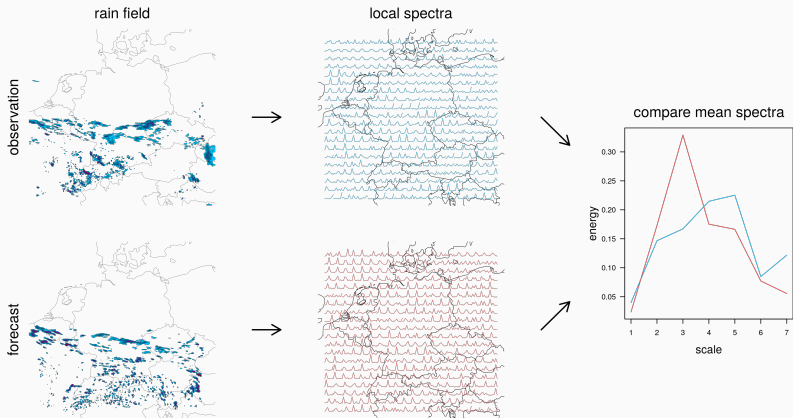 rain field
local spectra
observation
compare mean spectra
0.30
0.25
0.20
0.15
0.10
0.05
energy
1 2 3 4 5 6 7
scale
forecast